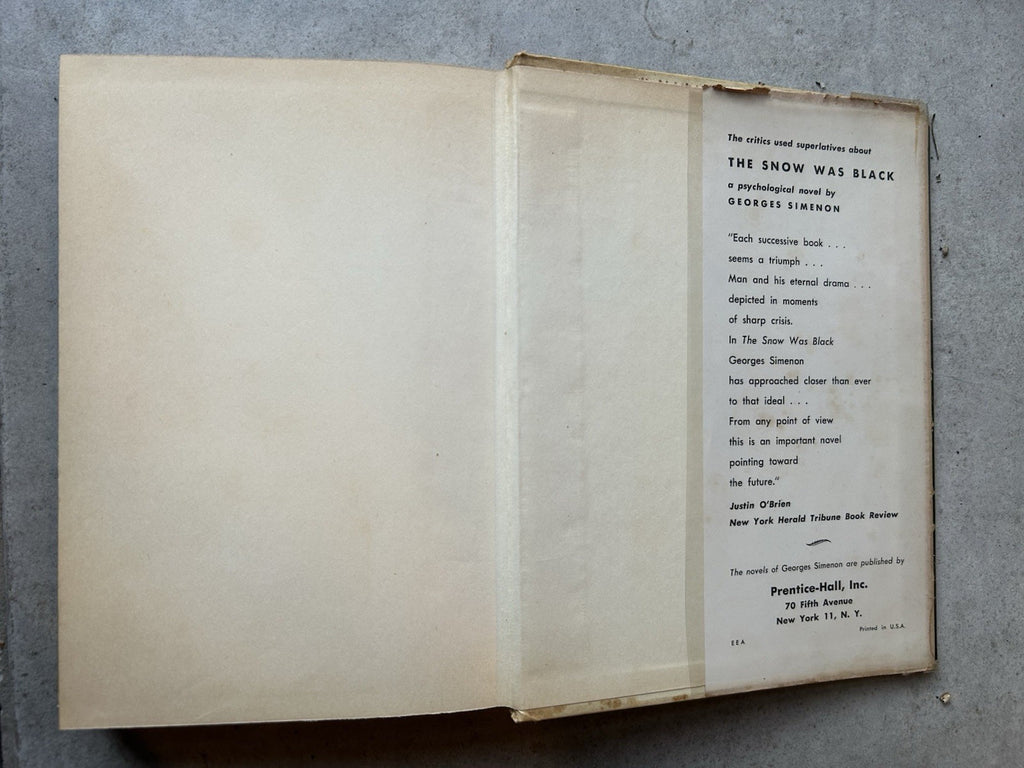 The critics used superlatives about
THE SNOW WAS BLACK
a psychological novel by
GEORGES SIMENON
"Each successive book . . .
seems a triumph . . .
Man and his eternal drama . . .
depicted in moments
of sharp crisis.
In The Snow Was Black
Georges Simenon
has approached closer than ever
to that ideal . . .
From any point of view
this is an important novel
pointing toward
the future."
Justin O'Brien
New York Herald Tribune Book Review
The novels of Georges Simenon are published by
Prentice-Hall, Inc.
70 Fifth Avenue
New York 11, N. Y.
Printed in U.S.A.
EEA